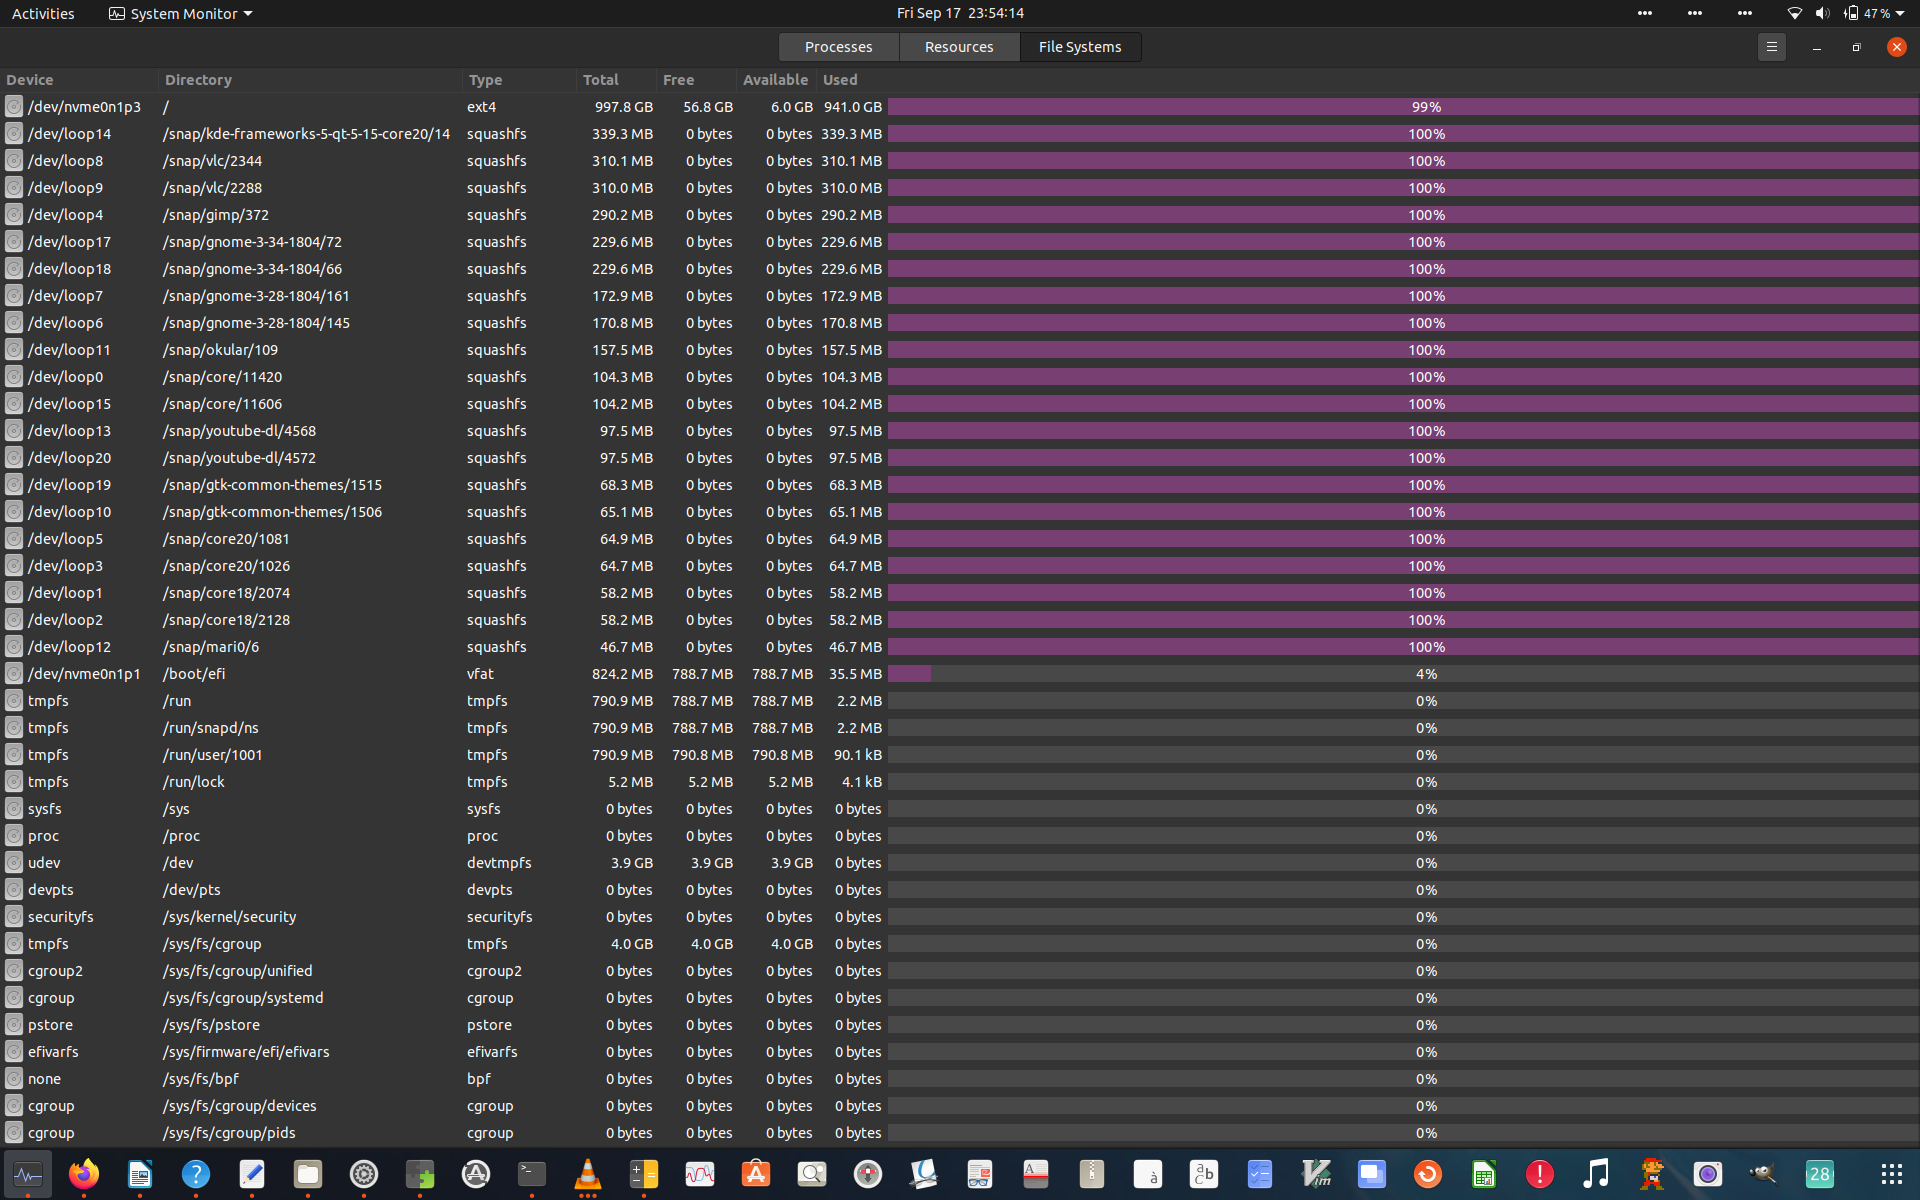 Activities System Monitor Fri Sep 17 23:54:14 47 %
Processes Resources File Systems
Device Directory Type Total Free Available Used
/dev/nvme0n1p3 / ext4 997.8 GB 56.8 GB 6.0 GB 941.0 GB 99%
/dev/loop14 /snap/kde-frameworks-5-qt-5-15-core20/14 squashfs 339.3 MB 0 bytes 0 bytes 339.3 MB 100%
/dev/loop8 /snap/vlc/2344 squashfs 310.1 MB 0 bytes 0 bytes 310.1 MB 100%
/dev/loop9 /snap/vlc/2288 squashfs 310.0 MB 0 bytes 0 bytes 310.0 MB 100%
/dev/loop4 /snap/gimp/372 squashfs 290.2 MB 0 bytes 0 bytes 290.2 MB 100%
/dev/loop17 /snap/gnome-3-34-1804/72 squashfs 229.6 MB 0 bytes 0 bytes 229.6 MB 100%
/dev/loop18 /snap/gnome-3-34-1804/66 squashfs 229.6 MB 0 bytes 0 bytes 229.6 MB 100%
/dev/loop7 /snap/gnome-3-28-1804/161 squashfs 172.9 MB 0 bytes 0 bytes 172.9 MB 100%
/dev/loop6 /snap/gnome-3-28-1804/145 squashfs 170.8 MB 0 bytes 0 bytes 170.8 MB 100%
/dev/loop11 /snap/okular/109 squashfs 157.5 MB 0 bytes 0 bytes 157.5 MB 100%
/dev/loop0 /snap/core/11420 squashfs 104.3 MB 0 bytes 0 bytes 104.3 MB 100%
/dev/loop15 /snap/core/11606 squashfs 104.2 MB 0 bytes 0 bytes 104.2 MB 100%
/dev/loop13 /snap/youtube-dl/4568 squashfs 97.5 MB 0 bytes 0 bytes 97.5 MB 100%
/dev/loop20 /snap/youtube-dl/4572 squashfs 97.5 MB 0 bytes 0 bytes 97.5 MB 100%
/dev/loop19 /snap/gtk-common-themes/1515 squashfs 68.3 MB 0 bytes 0 bytes 68.3 MB 100%
/dev/loop10 /snap/gtk-common-themes/1506 squashfs 65.1 MB 0 bytes 0 bytes 65.1 MB 100%
/dev/loop5 /snap/core20/1081 squashfs 64.9 MB 0 bytes 0 bytes 64.9 MB 100%
/dev/loop3 /snap/core20/1026 squashfs 64.7 MB 0 bytes 0 bytes 64.7 MB 100%
/dev/loop1 /snap/core18/2074 squashfs 58.2 MB 0 bytes 0 bytes 58.2 MB 100%
/dev/loop2 /snap/core18/2128 squashfs 58.2 MB 0 bytes 0 bytes 58.2 MB 100%
/dev/loop12 /snap/mari0/6 squashfs 46.7 MB 0 bytes 0 bytes 46.7 MB 100%
/dev/nvme0n1p1 /boot/efi vfat 824.2 MB 788.7 MB 788.7 MB 35.5 MB 4%
tmpfs /run tmpfs 790.9 MB 788.7 MB 788.7 MB 2.2 MB 0%
tmpfs /run/snapd/ns tmpfs 790.9 MB 788.7 MB 788.7 MB 2.2 MB 0%
tmpfs /run/user/1001 tmpfs 790.9 MB 790.8 MB 790.8 MB 90.1 kB 0%
tmpfs /run/lock tmpfs 5.2 MB 5.2 MB 5.2 MB 4.1 kB 0%
sysfs /sys sysfs 0 bytes 0 bytes 0 bytes 0 bytes 0%
proc /proc proc 0 bytes 0 bytes 0 bytes 0 bytes 0%
udev /dev devtmpfs 3.9 GB 3.9 GB 3.9 GB 0 bytes 0%
devpts /dev/pts devpts 0 bytes 0 bytes 0 bytes 0 bytes 0%
securityfs /sys/kernel/security securityfs 0 bytes 0 bytes 0 bytes 0 bytes 0%
tmpfs /sys/fs/cgroup tmpfs 4.0 GB 4.0 GB 4.0 GB 0 bytes 0%
cgroup2 /sys/fs/cgroup/unified cgroup2 0 bytes 0 bytes 0 bytes 0 bytes 0%
cgroup /sys/fs/cgroup/systemd cgroup 0 bytes 0 bytes 0 bytes 0 bytes 0%
pstore /sys/fs/pstore pstore 0 bytes 0 bytes 0 bytes 0 bytes 0%
efivarfs /sys/firmware/efi/efivars efivarfs 0 bytes 0 bytes 0 bytes 0 bytes 0%
none /sys/fs/bpf bpf 0 bytes 0 bytes 0 bytes 0 bytes 0%
cgroup /sys/fs/cgroup/devices cgroup 0 bytes 0 bytes 0 bytes 0 bytes 0%
cgroup /sys/fs/cgroup/pids cgroup 0 bytes 0 bytes 0 bytes 0 bytes 0%
? >_ A à a b c Vim ! 28